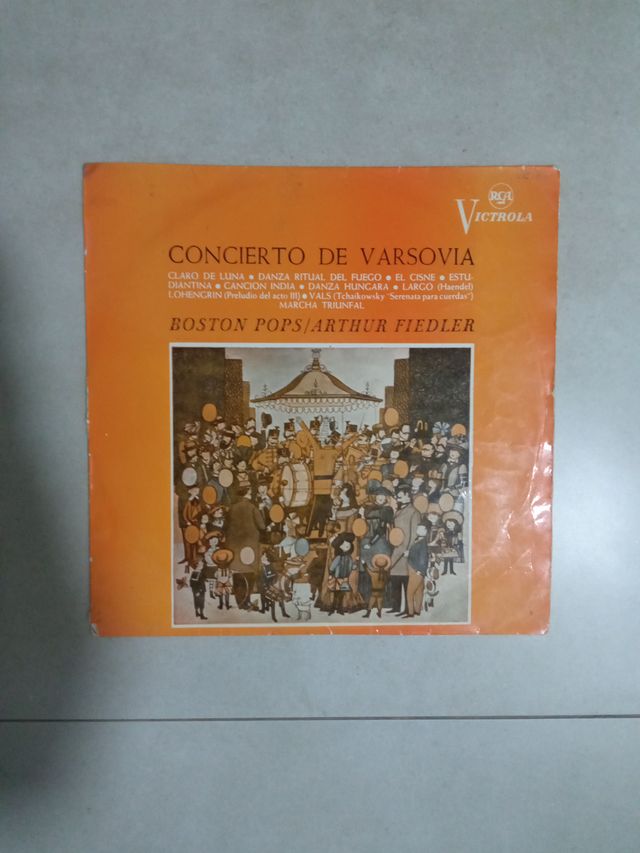 RCA
VICTROLA
CONCIERTO DE VARSOVIA
CLARO DE LUNA • DANZA RITUAL DEL FUEGO • EL CISNE • ESTU-
DIANTINA • CANCION INDIA • DANZA HUNGARA • LARGO (Haendel)
LOHENGRIN (Preludio del acto III) • VALS (Tchaikowsky "Serenata para cuerdas")
MARCHA TRIUNFAL
BOSTON POPS/ARTHUR FIEDLER